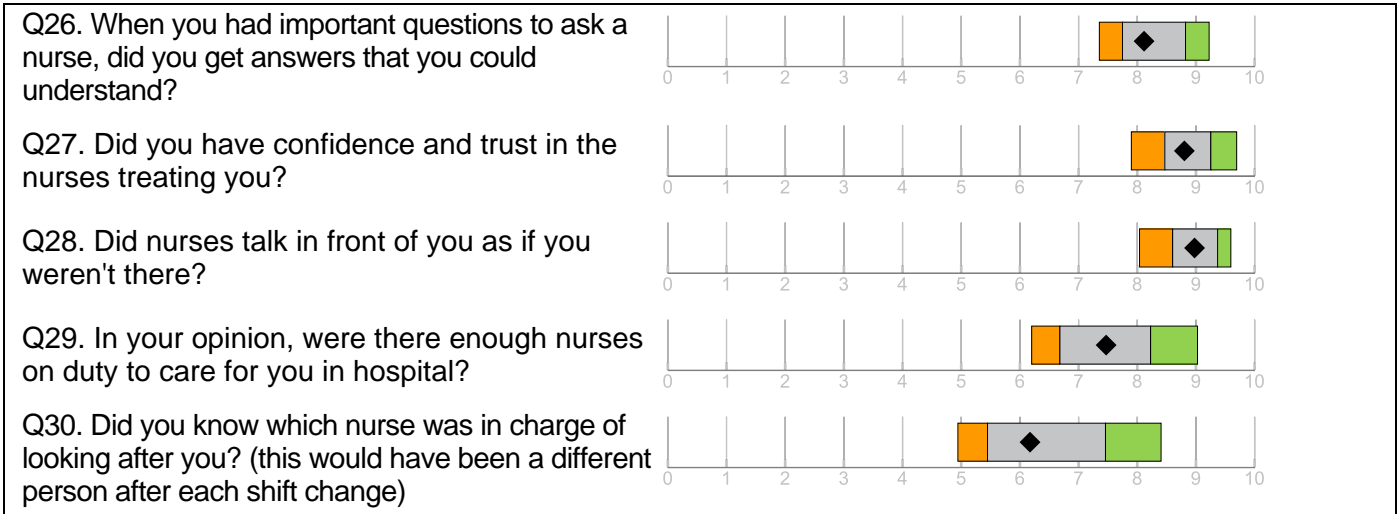 Q26. When you had important questions to ask a
nurse, did you get answers that you could
understand?
0 1 2 3 4 5 6 7 8 9 10
Q27. Did you have confidence and trust in the
nurses treating you?
0 1 2 3 4 5 6 7 8 9 10
Q28. Did nurses talk in front of you as if you
weren't there?
0 1 2 3 4 5 6 7 8 9 10
Q29. In your opinion, were there enough nurses
on duty to care for you in hospital?
0 1 2 3 4 5 6 7 8 9 10
Q30. Did you know which nurse was in charge of
looking after you? (this would have been a different
person after each shift change)
0 1 2 3 4 5 6 7 8 9 10